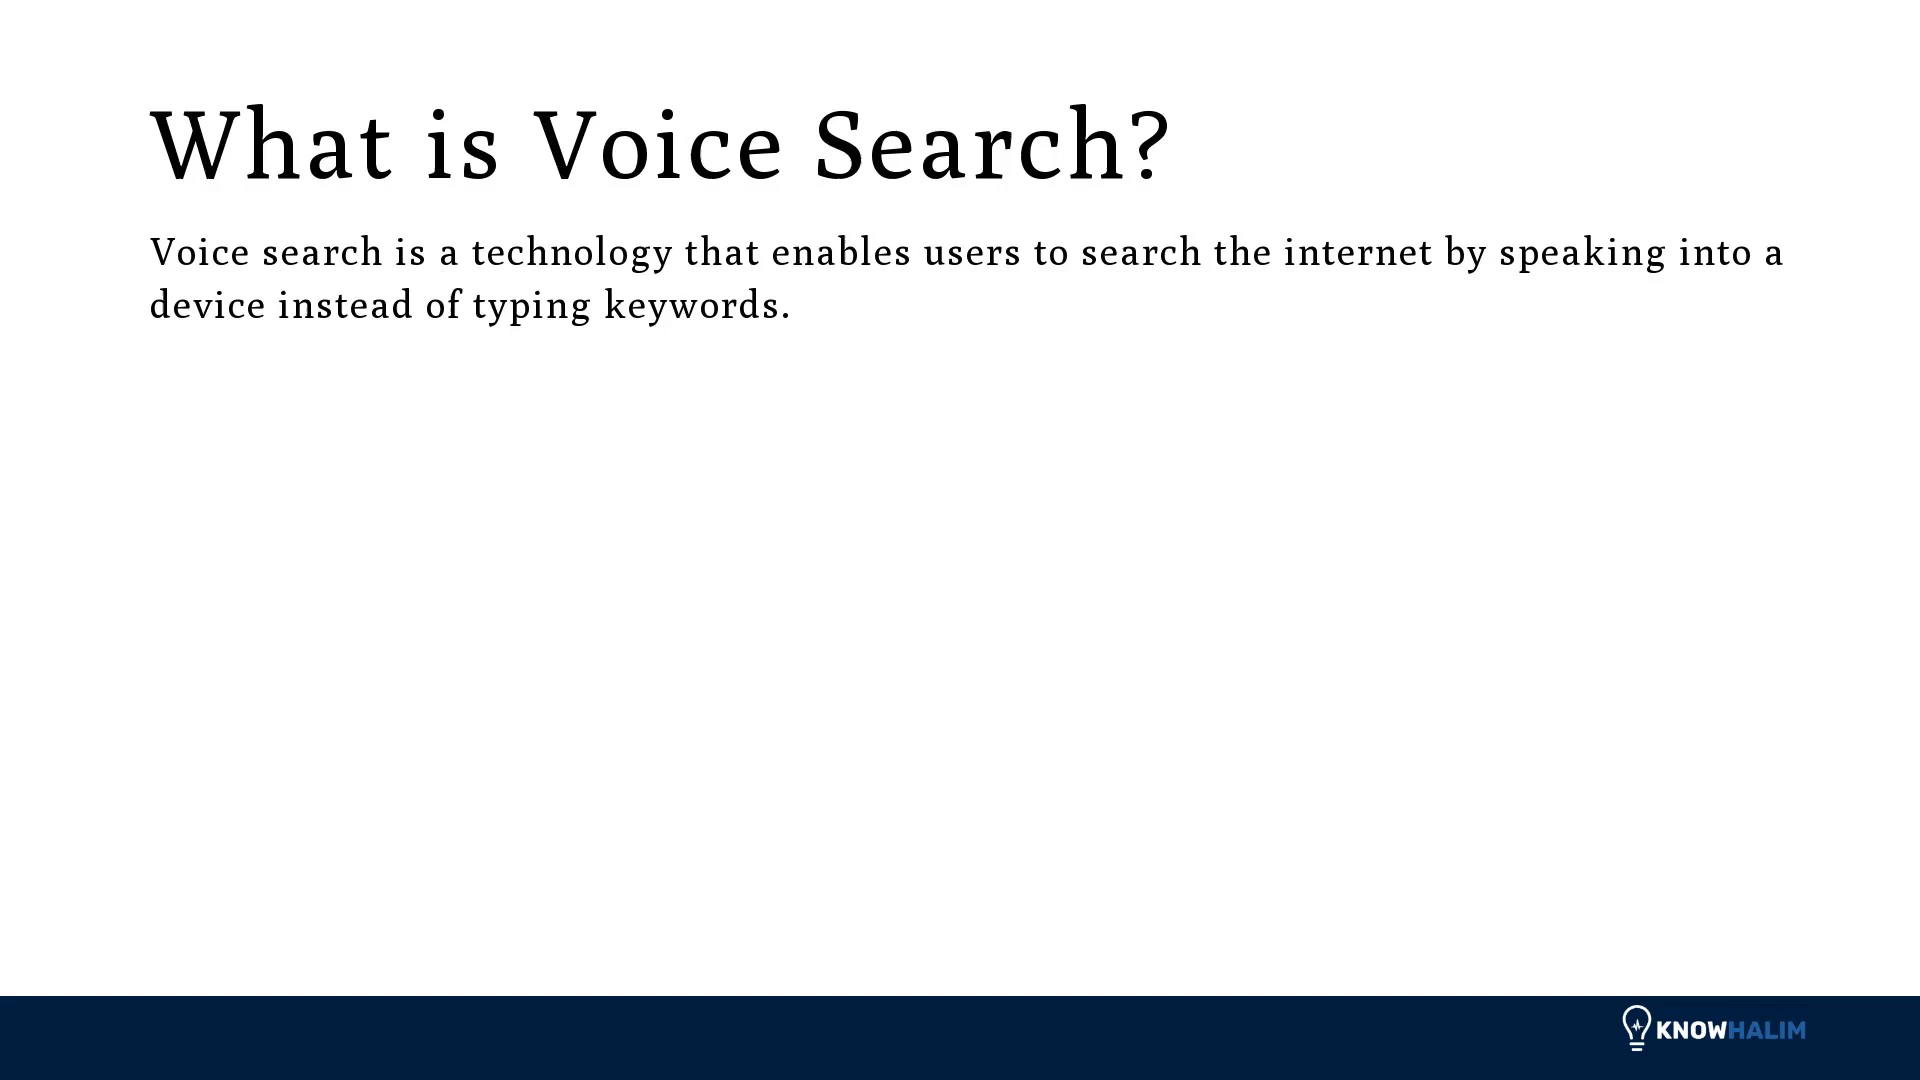 What is Voice Search?
Voice search is a technology that enables users to search the internet by speaking into a
device instead of typing keywords.
KNOWHALIM